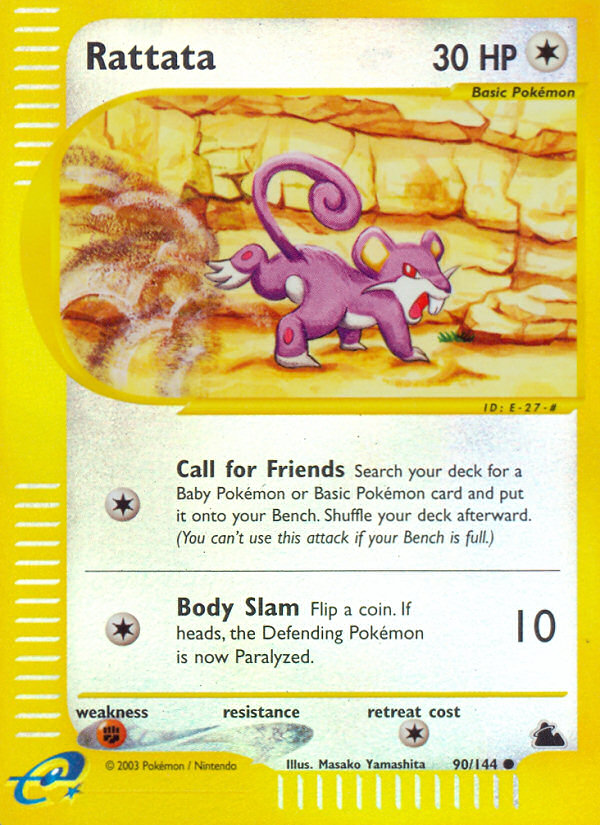 Rattata 30 HP
Basic Pokémon
ID: E-27-#
Call for Friends Search your deck for a
Baby Pokémon or Basic Pokémon card and put
it onto your Bench. Shuffle your deck afterward.
(You can't use this attack if your Bench is full.)
Body Slam Flip a coin. If
heads, the Defending Pokémon
is now Paralyzed.
10
weakness resistance retreat cost
© 2003 Pokémon / Nintendo Illus. Masako Yamashita 90/144